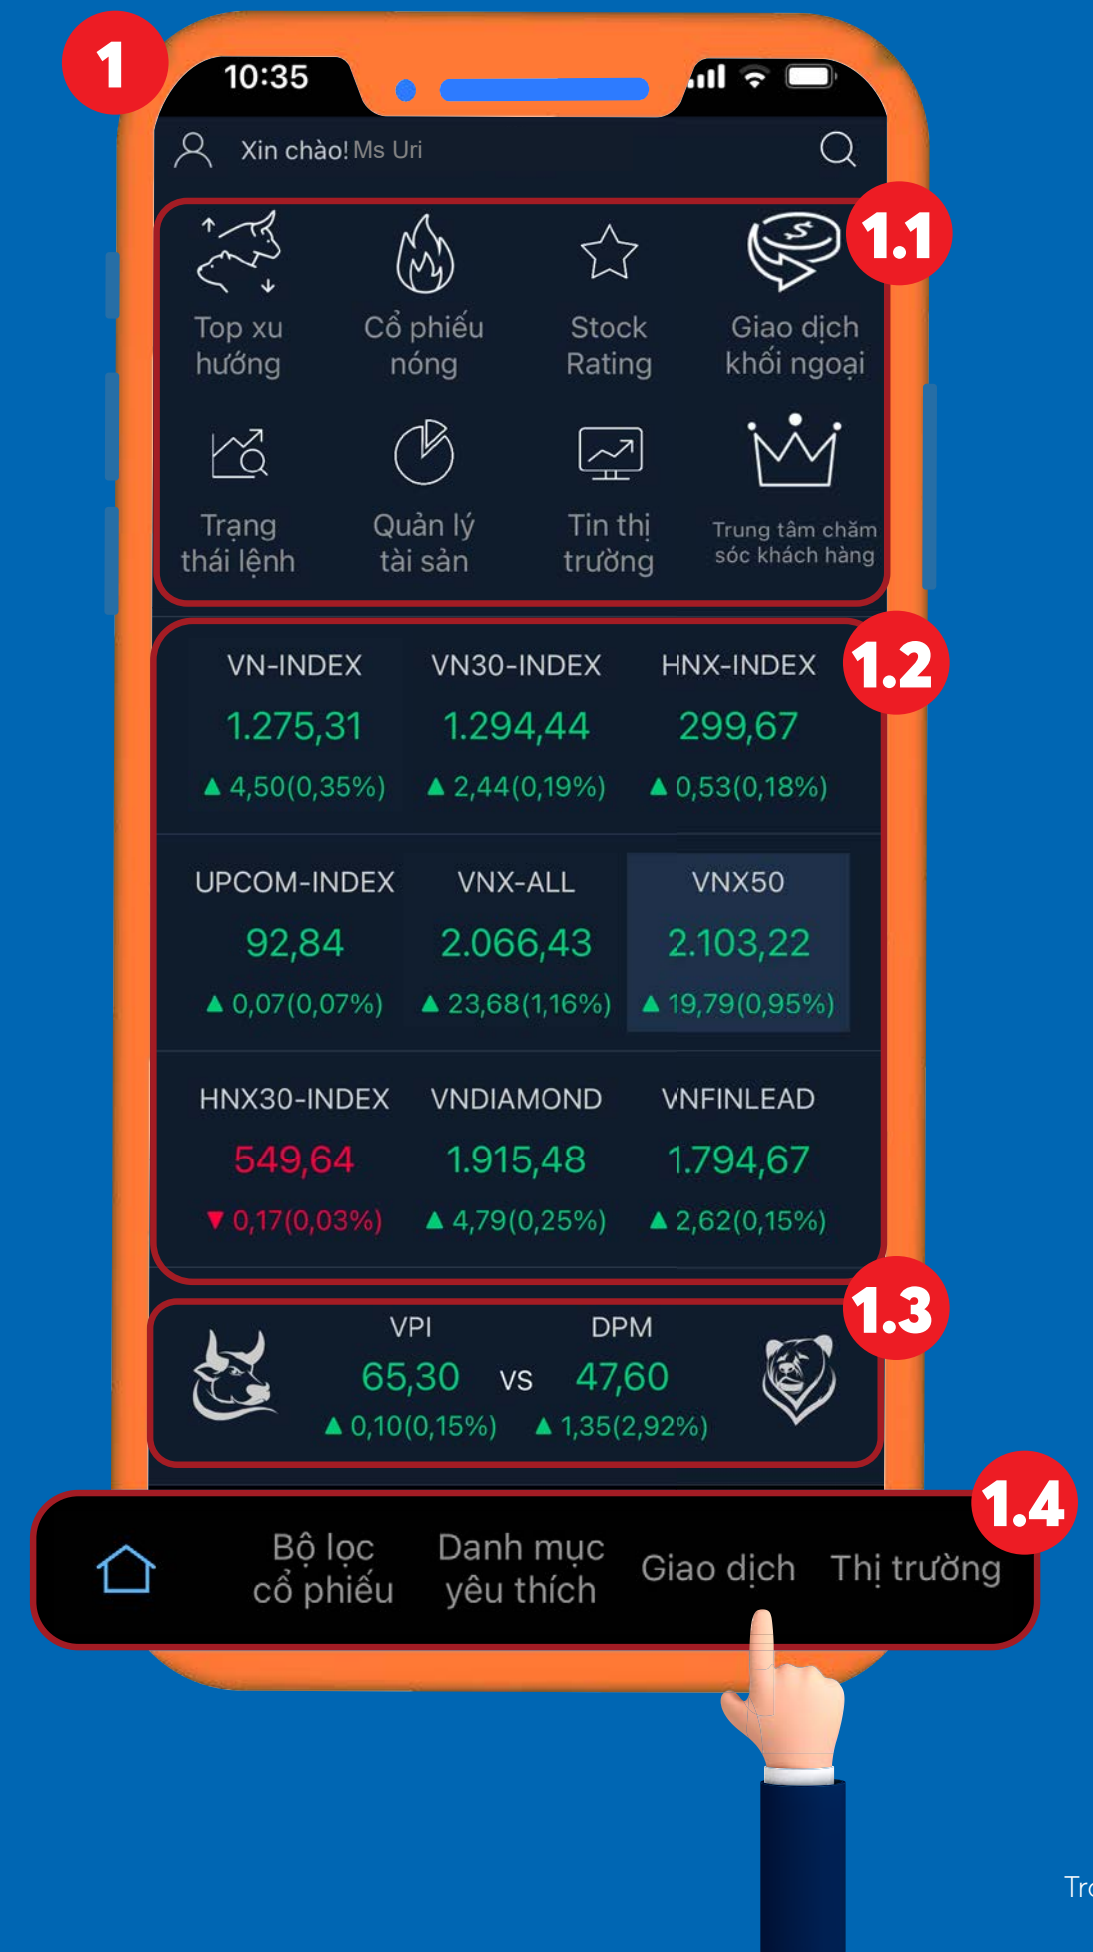 1
10:35
Xin chào! Ms Uri
1.1
Top xu hướng
Cổ phiếu nóng
Stock Rating
Giao dịch khối ngoại
Trạng thái lệnh
Quản lý tài sản
Tin thị trường
Trung tâm chăm sóc khách hàng
1.2
VN-INDEX VN30-INDEX HNX-INDEX
1.275,31 1.294,44 299,67
▲ 4,50(0,35%) ▲ 2,44(0,19%) ▲ 0,53(0,18%)
UPCOM-INDEX VNX-ALL VNX50
92,84 2.066,43 2.103,22
▲ 0,07(0,07%) ▲ 23,68(1,16%) ▲ 19,79(0,95%)
HNX30-INDEX VNDIAMOND VNFINLEAD
549,64 1.915,48 1.794,67
▼ 0,17(0,03%) ▲ 4,79(0,25%) ▲ 2,62(0,15%)
1.3
VPI DPM
65,30 vs 47,60
▲ 0,10(0,15%) ▲ 1,35(2,92%)
1.4
Bộ lọc cổ phiếu
Danh mục yêu thích
Giao dịch
Thị trường